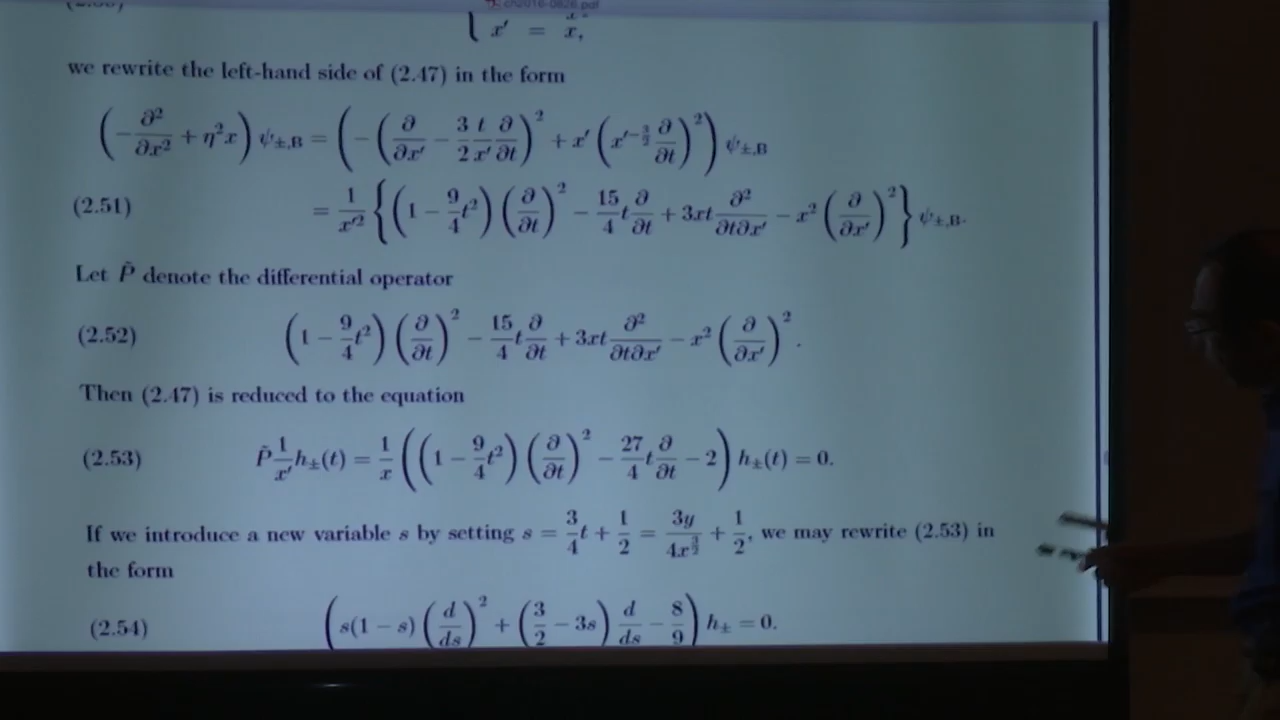 ch2016-0826.pdf
{ x' = x,
we rewrite the left-hand side of (2.47) in the form
(−∂²/∂x² + η²x) ψ±,B = (−(∂/∂x' − 3/2 t/x' ∂/∂t)² + x' (x'^{−3/2} ∂/∂t)²) ψ±,B
(2.51) = 1/x'² {(1 − 9/4 t²) (∂/∂t)² − 15/4 t ∂/∂t + 3xt ∂²/∂t∂x' − x² (∂/∂x')²} ψ±,B.
Let P̃ denote the differential operator
(2.52) (1 − 9/4 t²) (∂/∂t)² − 15/4 t ∂/∂t + 3xt ∂²/∂t∂x' − x² (∂/∂x')².
Then (2.47) is reduced to the equation
(2.53) P̃ 1/x' h±(t) = 1/x ((1 − 9/4 t²) (∂/∂t)² − 27/4 t ∂/∂t − 2) h±(t) = 0.
If we introduce a new variable s by setting s = 3/4 t + 1/2 = 3y/4x^{3/2} + 1/2, we may rewrite (2.53) in
the form
(2.54) (s(1 − s) (d/ds)² + (3/2 − 3s) d/ds − 8/9) h± = 0.